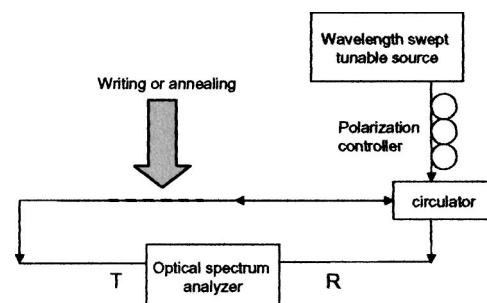 Wavelength swept
tunable source
Writing or annealing
Polarization
controller
circulator
T
Optical spectrum
analyzer
R